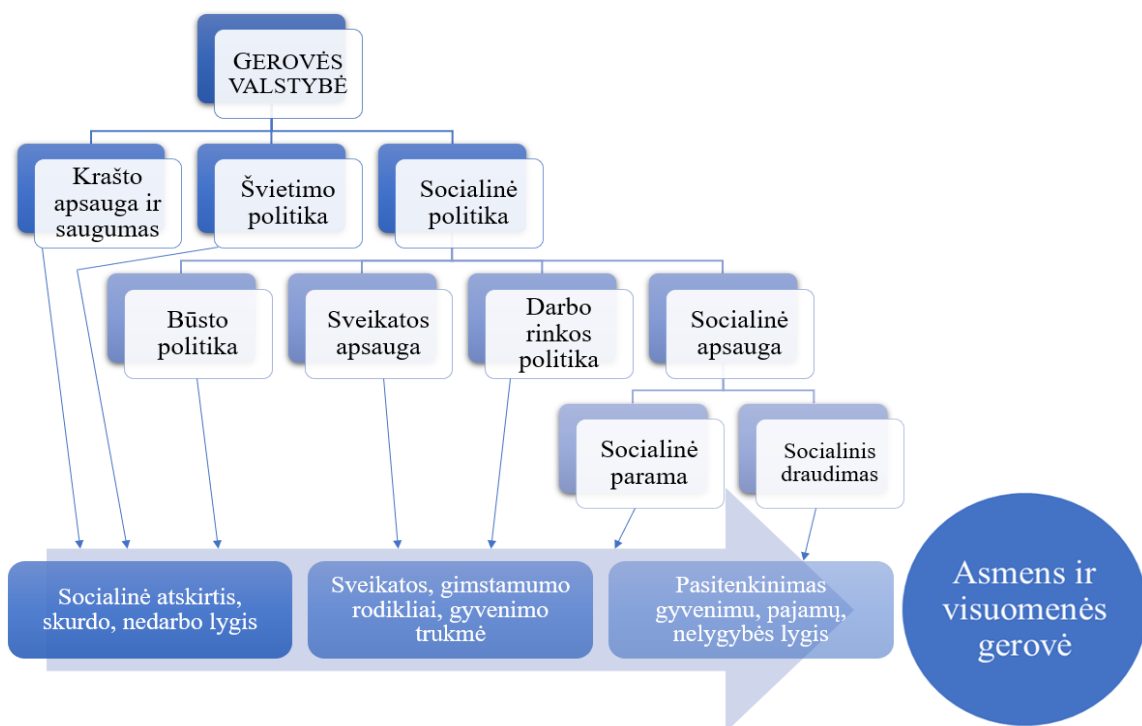 GEROVĖS
VALSTYBĖ
Krašto
apsauga ir
saugumas
Švietimo
politika
Socialinė
politika
Būsto
politika
Sveikatos
apsauga
Darbo
rinkos
politika
Socialinė
apsauga
Socialinė
parama
Socialinis
draudimas
Socialinė atskirtis,
skurdo, nedarbo lygis
Sveikatos, gimstamumo
rodikliai, gyvenimo
trukmė
Pasitenkinimas
gyvenimu, pajamų,
nelygybės lygis
Asmens ir
visuomenės
gerovė